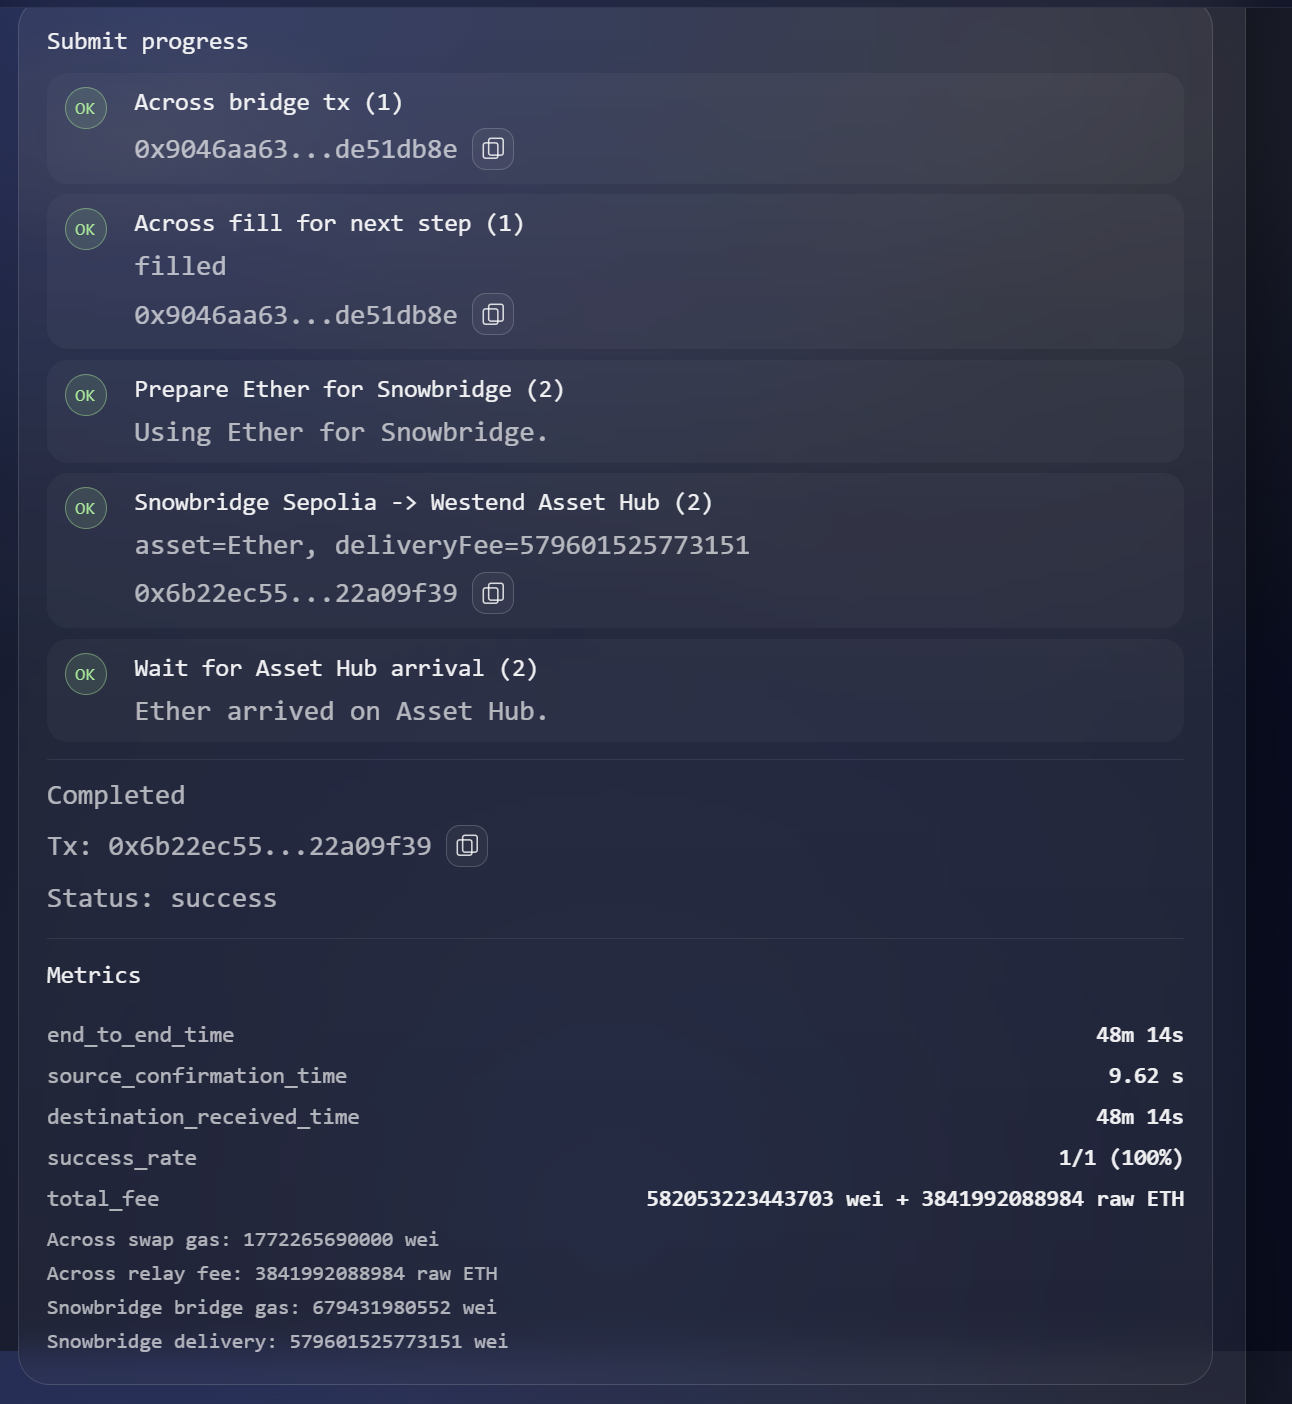 Submit progress
OK
Across bridge tx (1)
0x9046aa63...de51db8e
OK
Across fill for next step (1)
filled
0x9046aa63...de51db8e
OK
Prepare Ether for Snowbridge (2)
Using Ether for Snowbridge.
OK
Snowbridge Sepolia -> Westend Asset Hub (2)
asset=Ether, deliveryFee=579601525773151
0x6b22ec55...22a09f39
OK
Wait for Asset Hub arrival (2)
Ether arrived on Asset Hub.
Completed
Tx: 0x6b22ec55...22a09f39
Status: success
Metrics
end_to_end_time 48m 14s
source_confirmation_time 9.62 s
destination_received_time 48m 14s
success_rate 1/1 (100%)
total_fee 582053223443703 wei + 3841992088984 raw ETH
Across swap gas: 1772265690000 wei
Across relay fee: 3841992088984 raw ETH
Snowbridge bridge gas: 679431980552 wei
Snowbridge delivery: 579601525773151 wei